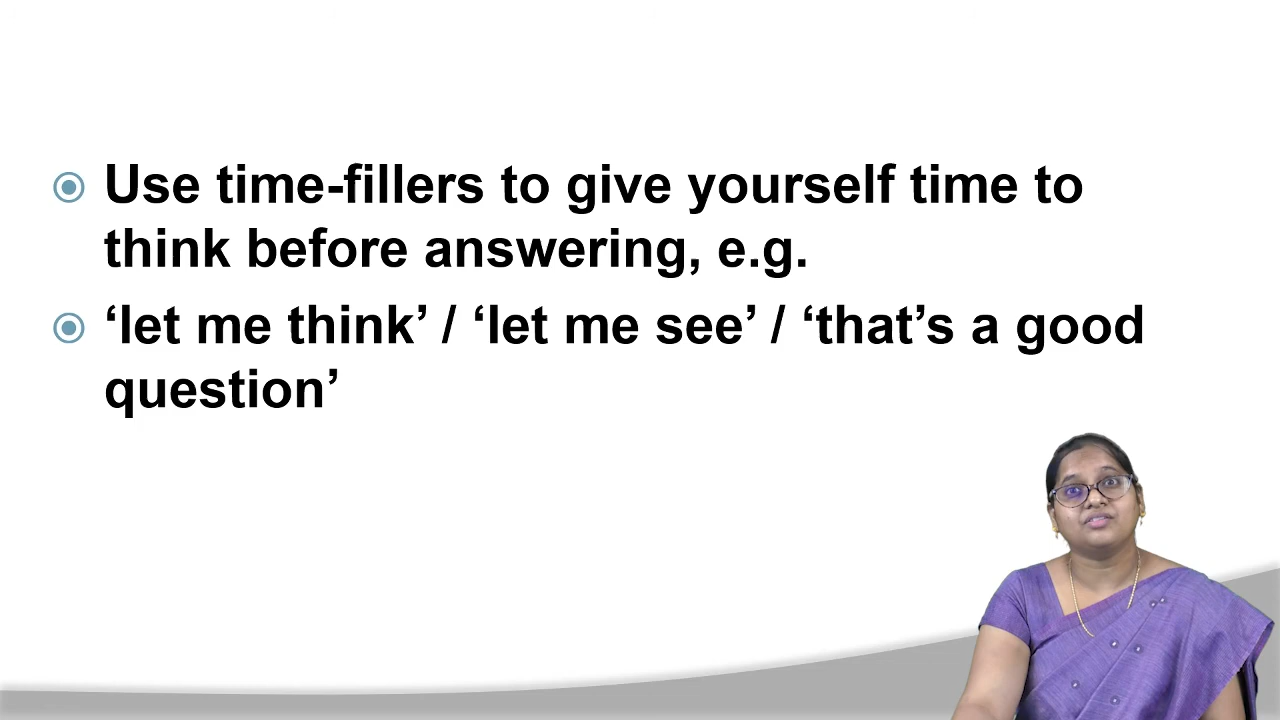 Use time-fillers to give yourself time to
think before answering, e.g.
‘let me think’ / ‘let me see’ / ‘that’s a good
question’